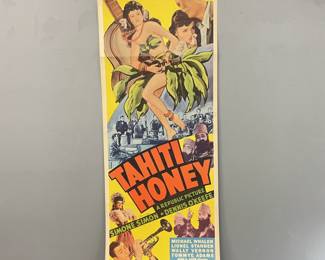 TAHITI
HONEY
A REPUBLIC PICTURE
SIMONE SIMON • DENNIS O'KEEFE
MICHAEL WHALEN
LIONEL STANDER
WALLY VERNON
TOMMYE ADAMS